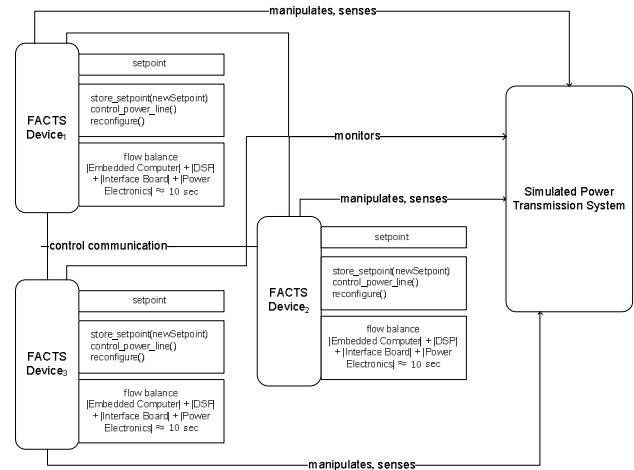 manipulates, senses
FACTS
Device1
setpoint
store_setpoint(newSetpoint)
control_power_line()
reconfigure()
flow balance
|Embedded Computer| + |DSP|
+ |Interface Board| + |Power
Electronics| ≈ 10 sec
monitors
manipulates, senses
Simulated Power
Transmission System
control communication
FACTS
Device2
setpoint
store_setpoint(newSetpoint)
control_power_line()
reconfigure()
flow balance
|Embedded Computer| + |DSP|
+ |Interface Board| + |Power
Electronics| ≈ 10 sec
FACTS
Device3
setpoint
store_setpoint(newSetpoint)
control_power_line()
reconfigure()
flow balance
|Embedded Computer| + |DSP|
+ |Interface Board| + |Power
Electronics| ≈ 10 sec
manipulates, senses